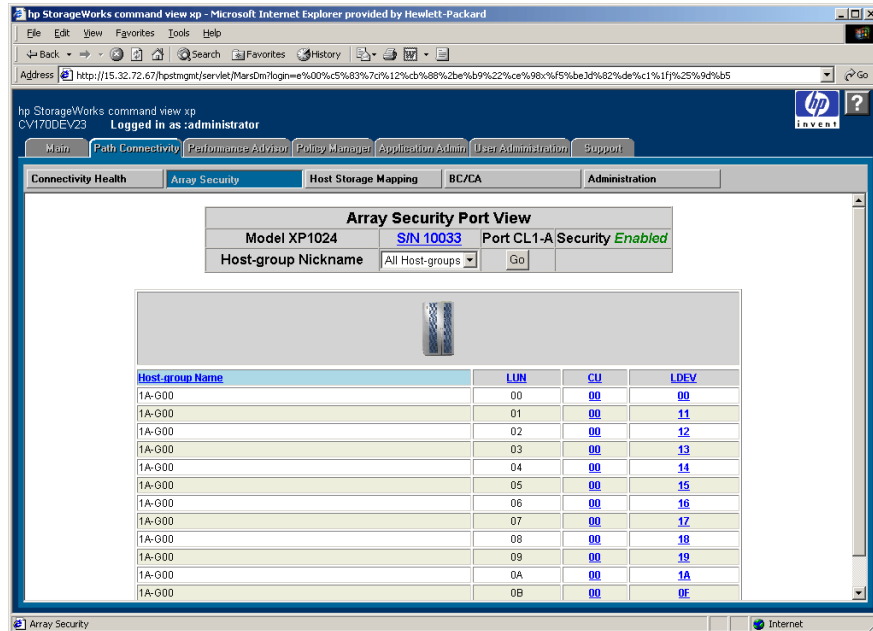 hp StorageWorks command view xp - Microsoft Internet Explorer provided by Hewlett-Packard
File Edit View Favorites Tools Help
Back Search Favorites History
Address http://15.32.72.67/hpstmgmt/servlet/MarsDm?login=e%00%c5%83%7ci%12%cb%88%2be%b9%22%ce%98x%f5%beJd%82%de%c1%1fj%25%9d%b5 Go
hp StorageWorks command view xp
CV170DEV23 Logged in as :administrator
hp invent ?
Main Path Connectivity Performance Advisor Policy Manager Application Admin User Administration Support
Connectivity Health Array Security Host Storage Mapping BC/CA Administration
Array Security Port View
Model XP1024 S/N 10033 Port CL1-A Security Enabled
Host-group Nickname All Host-groups Go
Host-group Name LUN CU LDEV
1A-G00 00 00 00
1A-G00 01 00 11
1A-G00 02 00 12
1A-G00 03 00 13
1A-G00 04 00 14
1A-G00 05 00 15
1A-G00 06 00 16
1A-G00 07 00 17
1A-G00 08 00 18
1A-G00 09 00 19
1A-G00 0A 00 1A
1A-G00 0B 00 0F
Array Security Internet